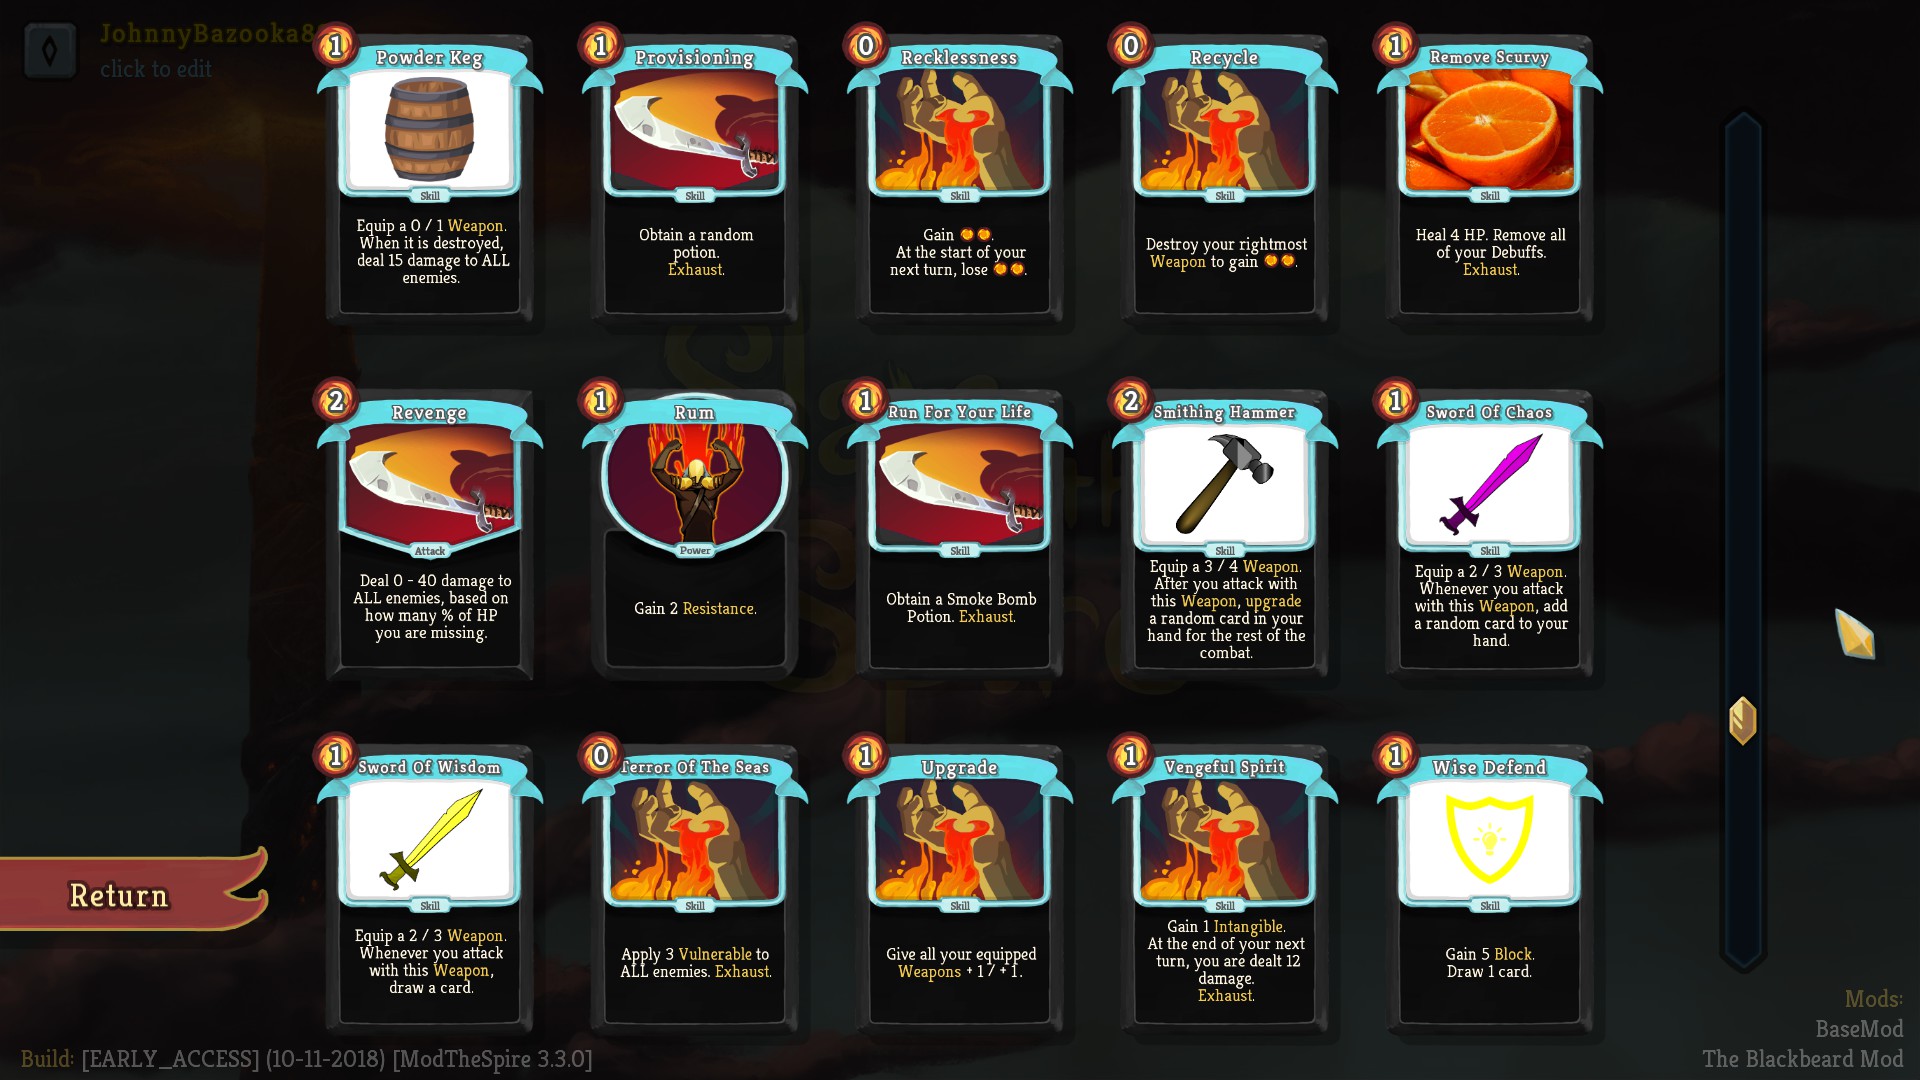 JohnnyBazooka8
click to edit
1
Powder Keg
Skill
Equip a 0 / 1 Weapon.
When it is destroyed,
deal 15 damage to ALL
enemies.
1
Provisioning
Skill
Obtain a random
potion.
Exhaust.
0
Recklessness
Skill
Gain
.
At the start of your
next turn, lose
.
0
Recycle
Skill
Destroy your rightmost
Weapon to gain
.
1
Remove Scurvy
Skill
Heal 4 HP. Remove all
of your Debuffs.
Exhaust.
2
Revenge
Attack
Deal 0 - 40 damage to
ALL enemies, based on
how many % of HP
you are missing.
1
Rum
Power
Gain 2 Resistance.
1
Run For Your Life
Skill
Obtain a Smoke Bomb
Potion. Exhaust.
2
Smithing Hammer
Skill
Equip a 3 / 4 Weapon.
After you attack with
this Weapon, upgrade
a random card in your
hand for the rest of the
combat.
1
Sword Of Chaos
Skill
Equip a 2 / 3 Weapon.
Whenever you attack
with this Weapon, add
a random card to your
hand.
1
Sword Of Wisdom
Skill
Equip a 2 / 3 Weapon.
Whenever you attack
with this Weapon,
draw a card.
0
Terror Of The Seas
Skill
Apply 3 Vulnerable to
ALL enemies. Exhaust.
1
Upgrade
Skill
Give all your equipped
Weapons + 1 / + 1.
1
Vengeful Spirit
Skill
Gain 1 Intangible.
At the end of your next
turn, you are dealt 12
damage.
Exhaust.
1
Wise Defend
Skill
Gain 5 Block.
Draw 1 card.
Return
Mods:
BaseMod
The Blackbeard Mod
Build: [EARLY_ACCESS] (10-11-2018) [ModTheSpire 3.3.0]